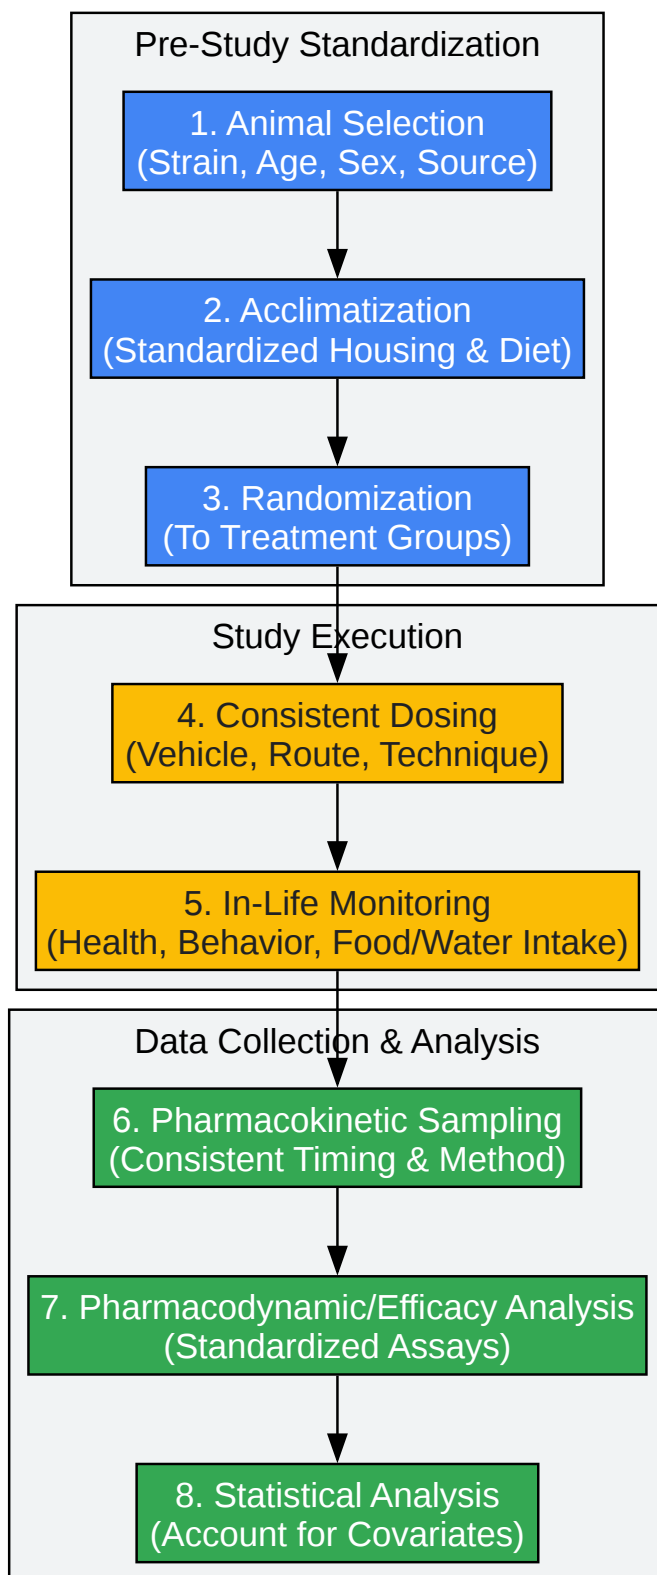 Pre-Study Standardization
1. Animal Selection
(Strain, Age, Sex, Source)
2. Acclimatization
(Standardized Housing & Diet)
3. Randomization
(To Treatment Groups)
Study Execution
4. Consistent Dosing
(Vehicle, Route, Technique)
5. In-Life Monitoring
(Health, Behavior, Food/Water Intake)
Data Collection & Analysis
6. Pharmacokinetic Sampling
(Consistent Timing & Method)
7. Pharmacodynamic/Efficacy Analysis
(Standardized Assays)
8. Statistical Analysis
(Account for Covariates)